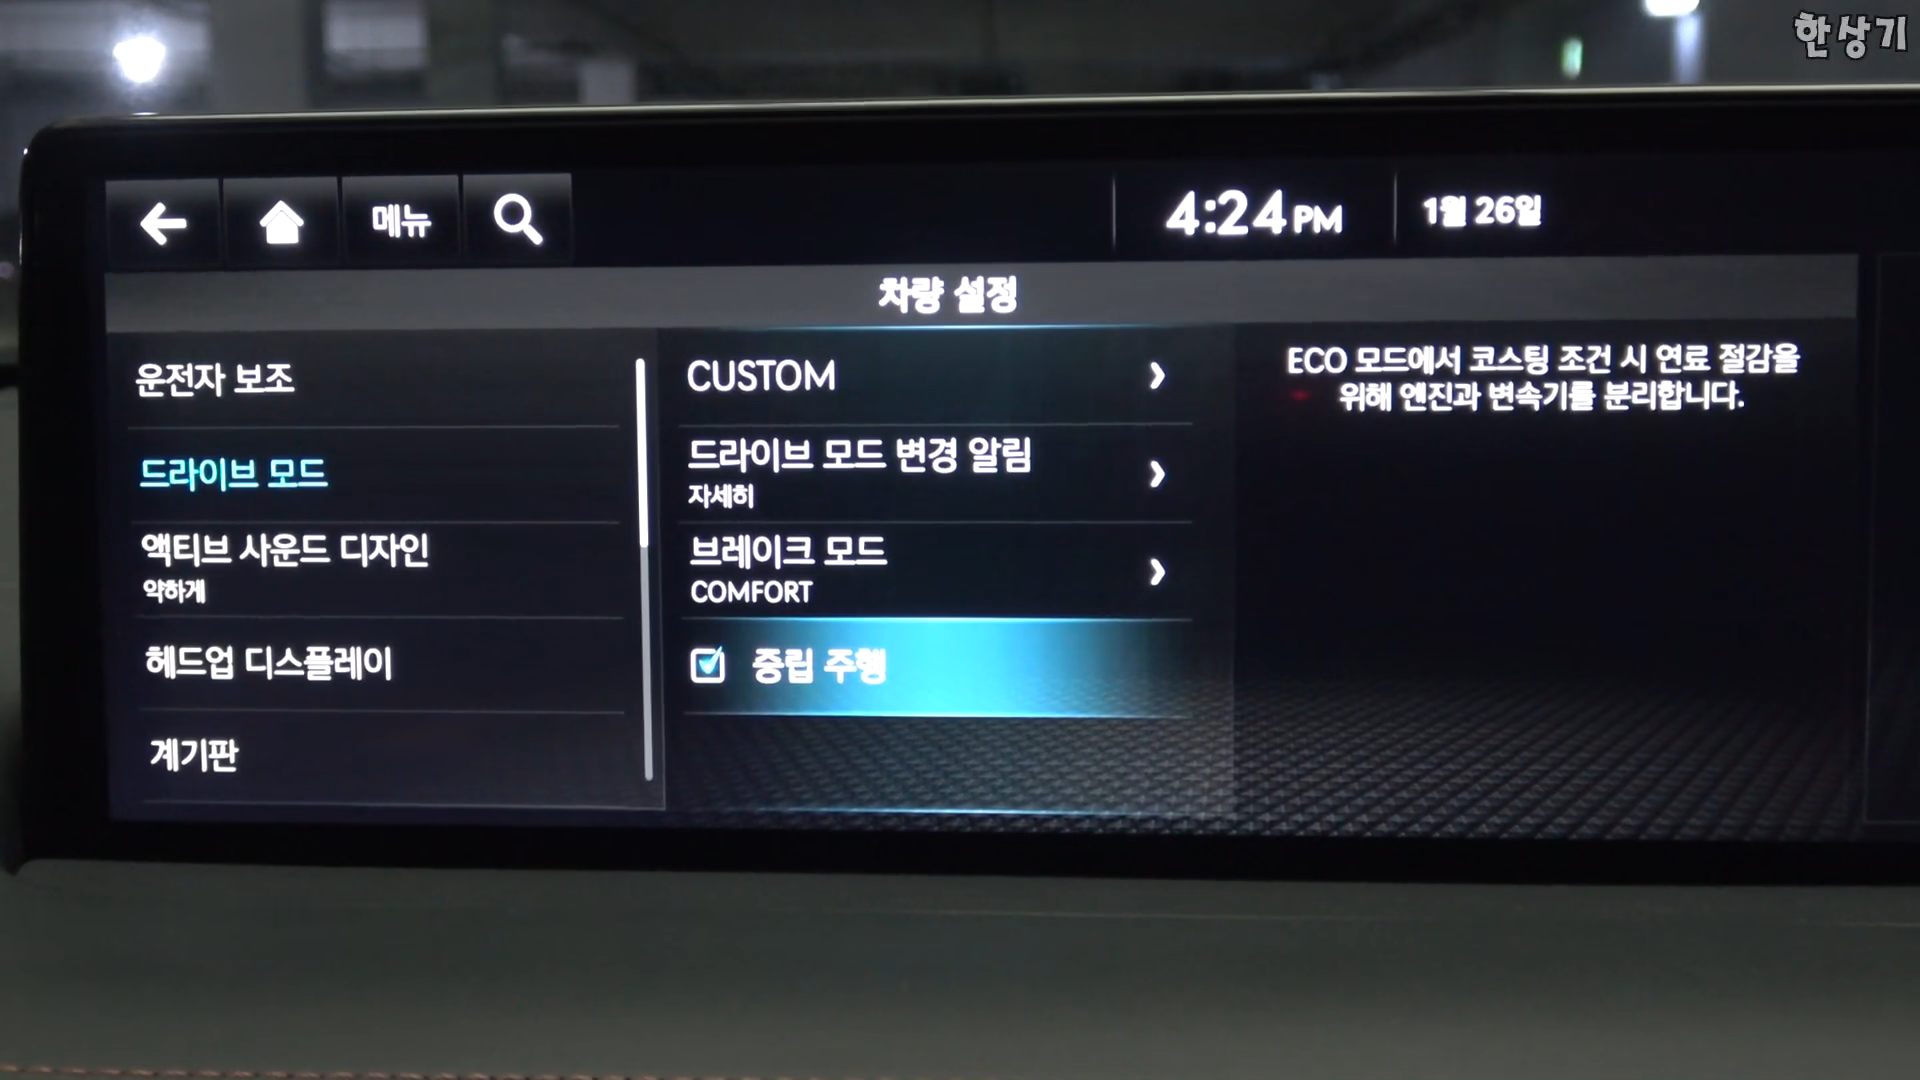 한상기
메뉴
4:24 PM
1월 26일
차량 설정
운전자 보조
드라이브 모드
액티브 사운드 디자인
약하게
헤드업 디스플레이
계기판
CUSTOM
드라이브 모드 변경 알림
자세히
브레이크 모드
COMFORT
중립 주행
ECO 모드에서 코스팅 조건 시 연료 절감을
위해 엔진과 변속기를 분리합니다.